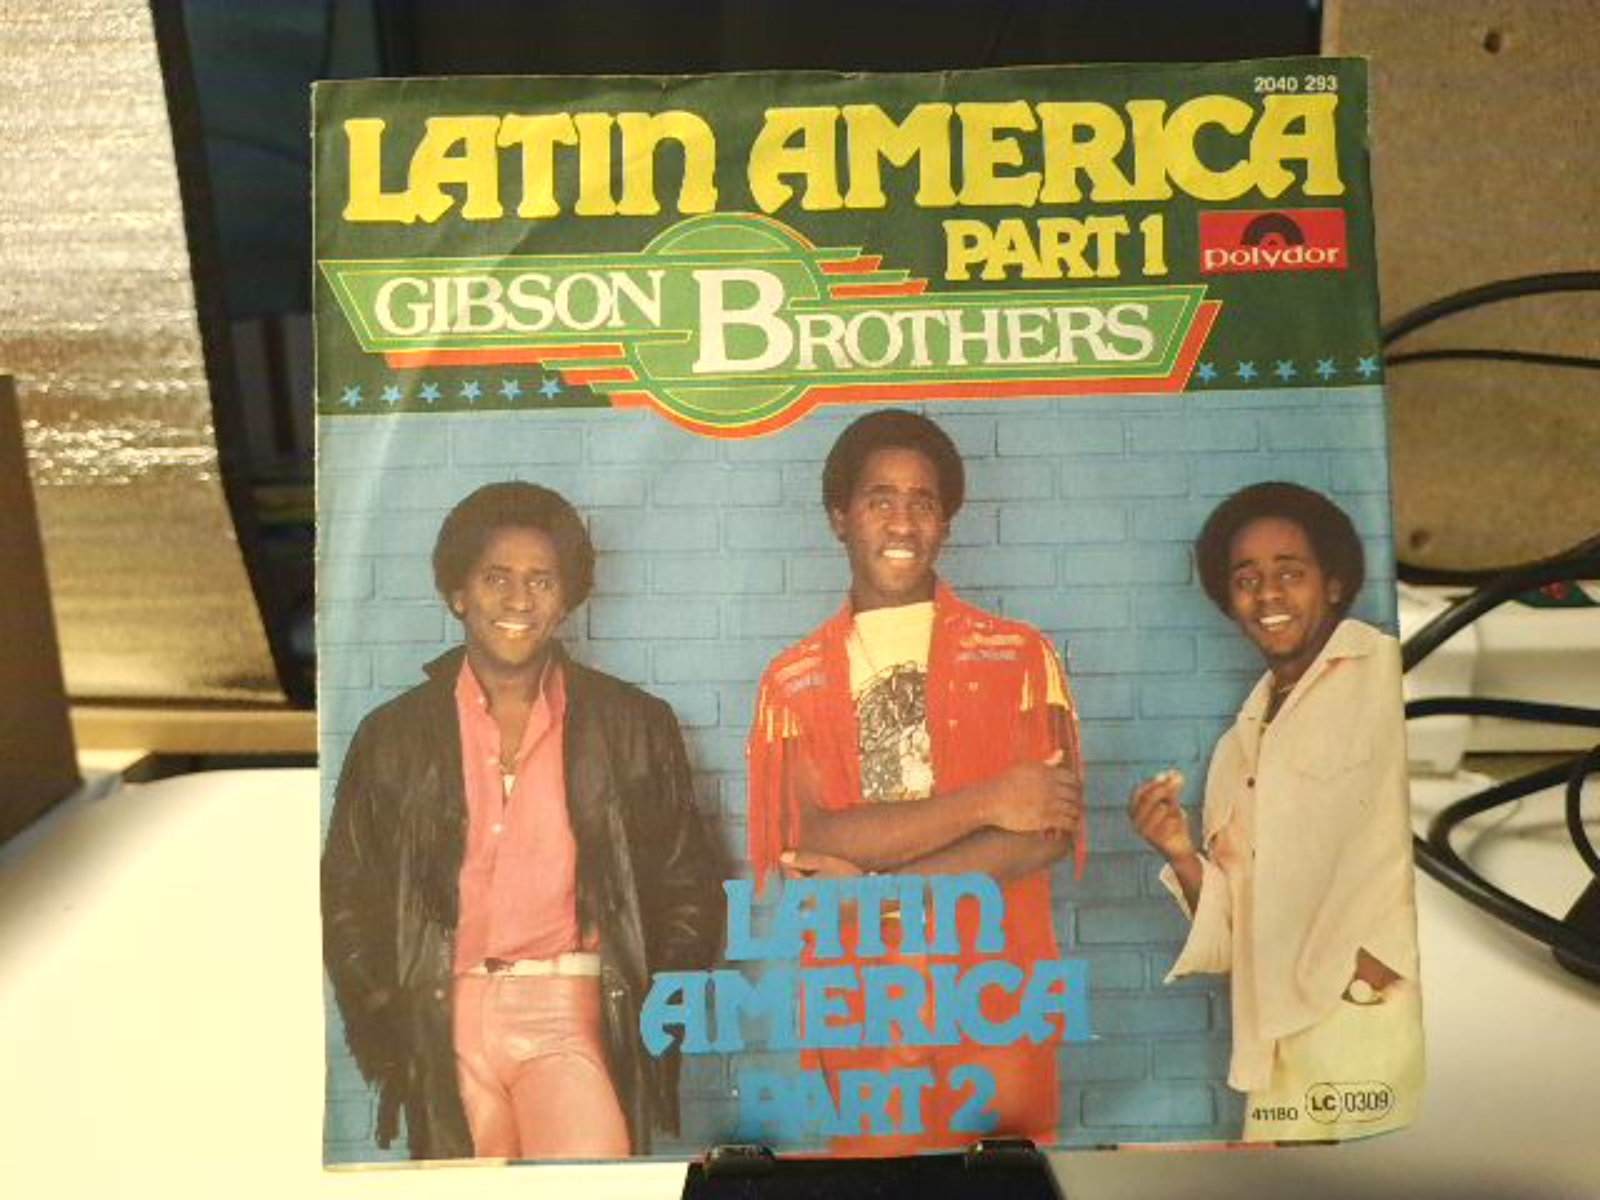 2040 293
LATIN AMERICA
PART 1
polydor
GIBSON BROTHERS
LATIN
AMERICA
PART 2
41180 LC 0309